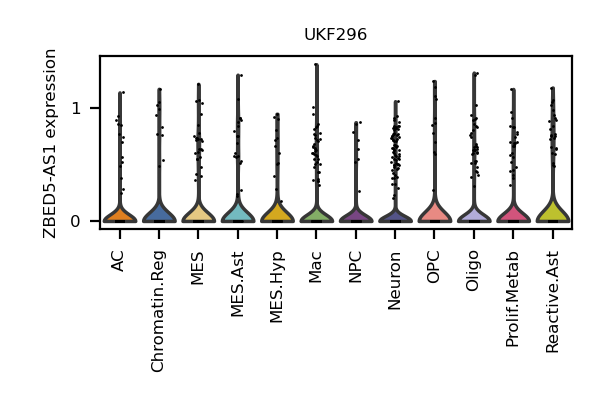 UKF296
ZBED5-AS1 expression
1
0
AC
Chromatin.Reg
MES
MES.Ast
MES.Hyp
Mac
NPC
Neuron
OPC
Oligo
Prolif.Metab
Reactive.Ast